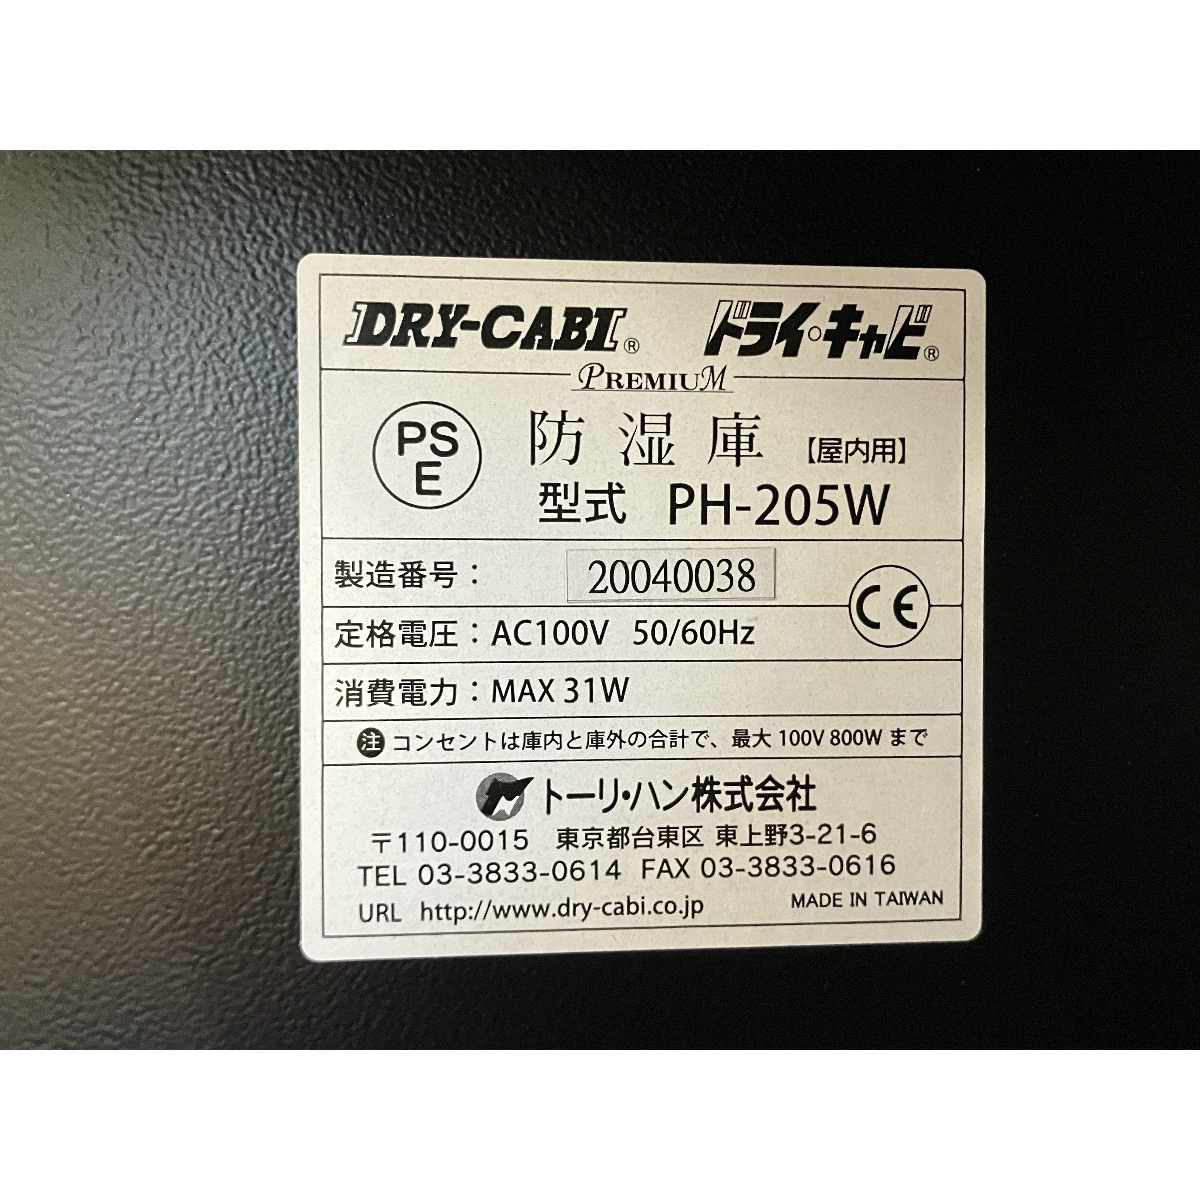 DRY-CABI® ドライ・キャビ®
PREMIUM
PS
E
防湿庫【屋内用】
型式 PH-205W
製造番号： 20040038
CE
定格電圧：AC100V 50/60Hz
消費電力：MAX 31W
注 コンセントは庫内と庫外の合計で、最大 100V 800W まで
トーリ・ハン株式会社
〒110-0015 東京都台東区 東上野3-21-6
TEL 03-3833-0614 FAX 03-3833-0616
URL http://www.dry-cabi.co.jp MADE IN TAIWAN